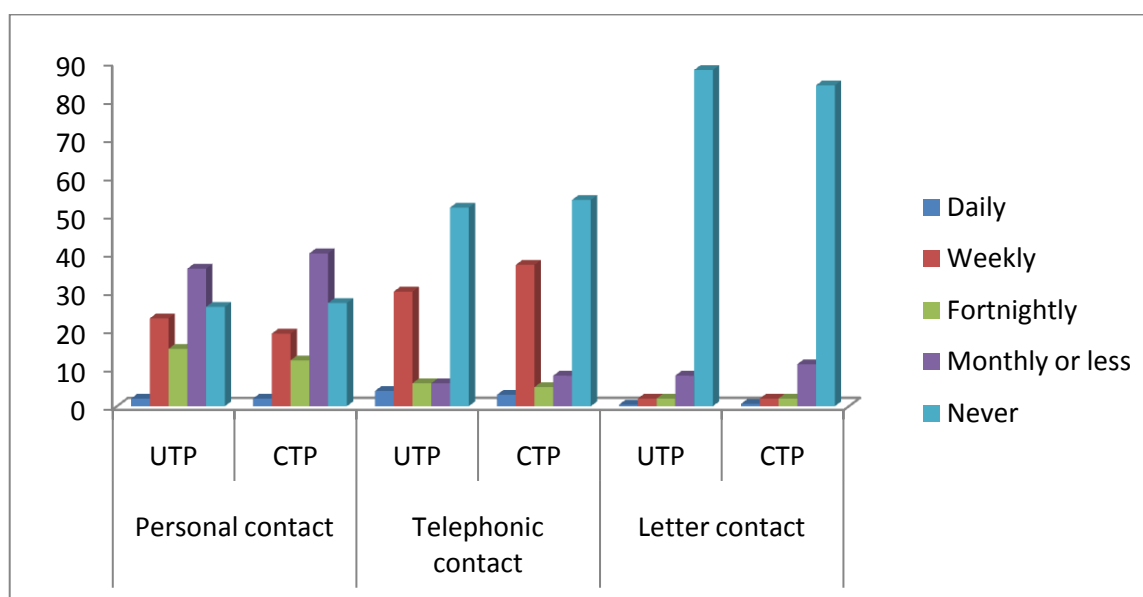 90
80
70
60
50
40
30
20
10
0
UTP CTP UTP CTP UTP CTP
Personal contact Telephonic contact Letter contact
Daily
Weekly
Fortnightly
Monthly or less
Never